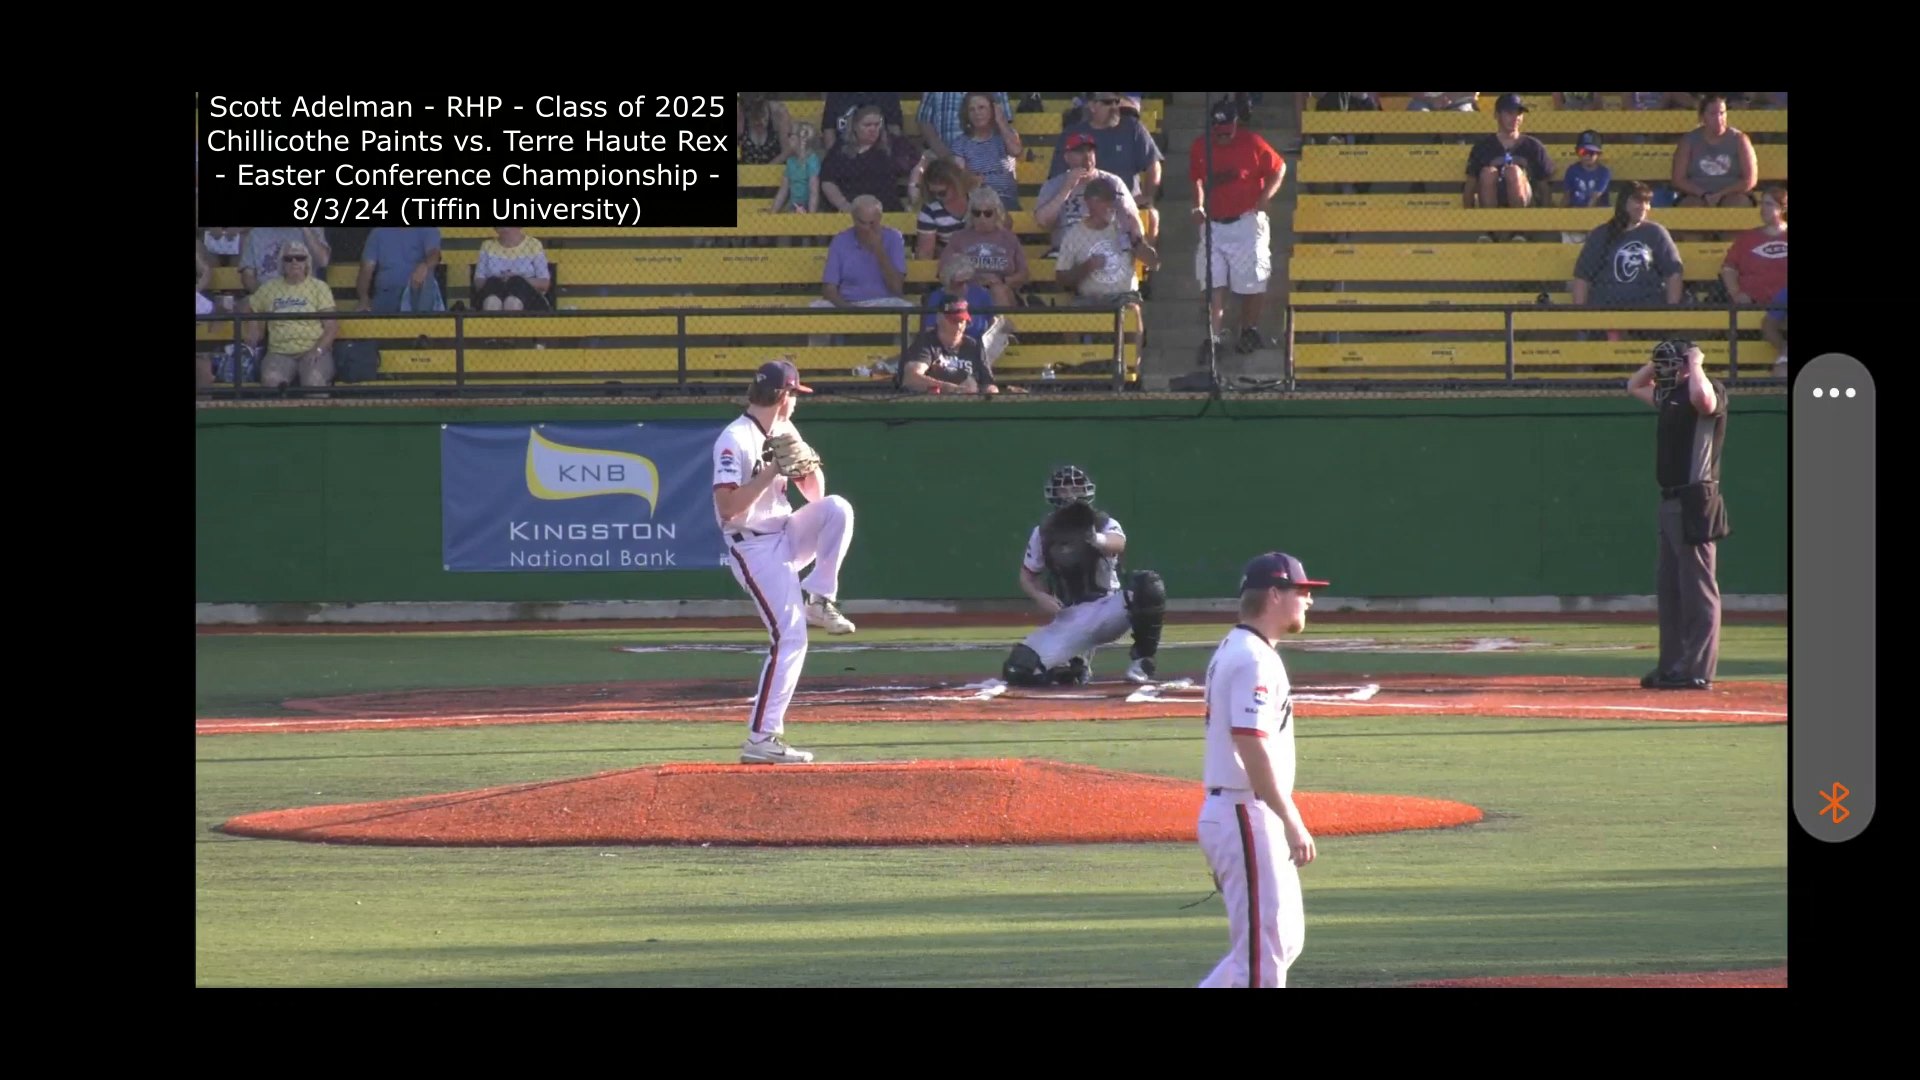 Scott Adelman - RHP - Class of 2025
Chillicothe Paints vs. Terre Haute Rex
- Easter Conference Championship -
8/3/24 (Tiffin University)
KNB
KINGSTON
National Bank